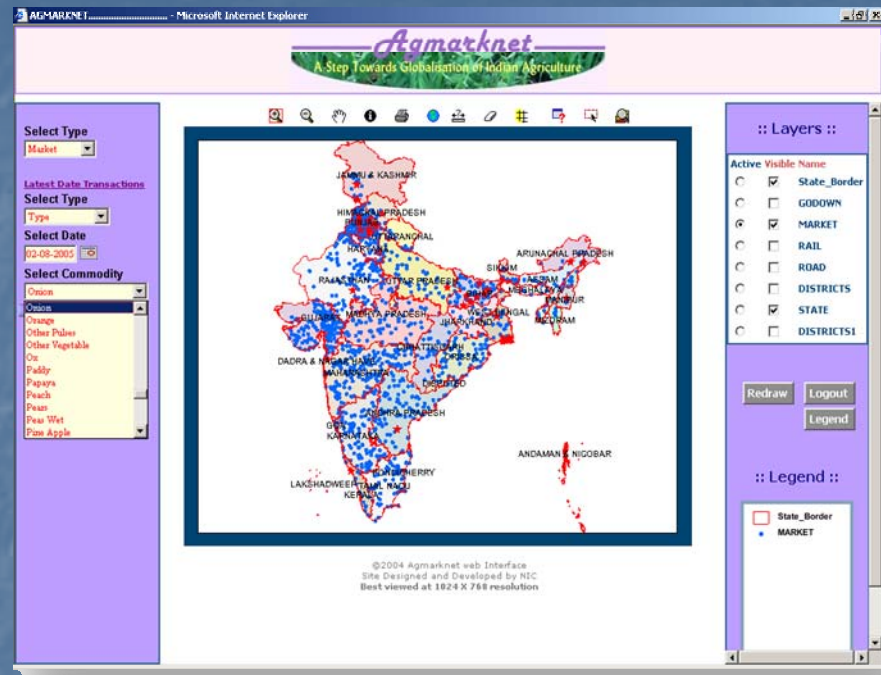 AGMARKNET.............................. - Microsoft Internet Explorer
Agmarknet
A Step Towards Globalisation of Indian Agriculture
Select Type
Market
Latest Date Transactions
Select Type
Type
Select Date
02-08-2005
Select Commodity
Onion
Onion
Orange
Other Pulses
Other Vegetable
Ox
Paddy
Papaya
Peach
Pears
Peas Wet
Pine Apple
JAMMU & KASHMIR
HIMACHAL PRADESH
PUNJAB
UTTARANCHAL
HARYANA
ARUNACHAL PRADESH
SIKKIM
RAJASTHAN
UTTAR PRADESH
ASSAM
MEGHALAYA
BIHAR
MANIPUR
GUJARAT
MADHYA PRADESH
WEST BENGAL
JHARKHAND
MIZORAM
CHHATTISGARH
DADRA & NAGAR HAVE
ORISSA
MAHARASHTRA
DISPUTED
ANDHRA PRADESH
GOA
KARNATAKA
ANDAMAN & NICOBAR
PONDICHERRY
LAKSHADWEEP
TAMIL NADU
KERALA
©2004 Agmarknet web Interface
Site Designed and Developed by NIC
Best viewed at 1024 X 768 resolution
:: Layers ::
Active Visible Name
State_Border
GODOWN
MARKET
RAIL
ROAD
DISTRICTS
STATE
DISTRICTS1
Redraw Logout
Legend
:: Legend ::
State_Border
MARKET